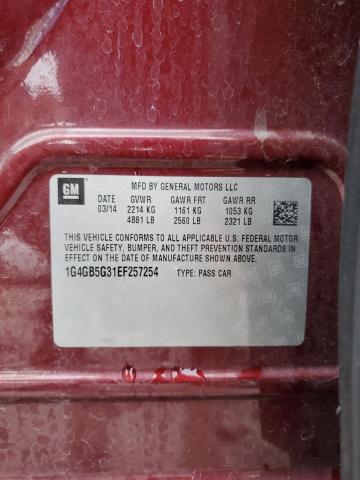 GM
MFD BY GENERAL MOTORS LLC
DATE GVWR GAWR FRT GAWR RR
03/14 2214 KG 1161 KG 1053 KG
4881 LB 2560 LB 2321 LB
THIS VEHICLE CONFORMS TO ALL APPLICABLE U.S. FEDERAL MOTOR
VEHICLE SAFETY, BUMPER, AND THEFT PREVENTION STANDARDS IN
EFFECT ON THE DATE OF MANUFACTURE SHOWN ABOVE.
1G4GB5G31EF257254 TYPE: PASS CAR